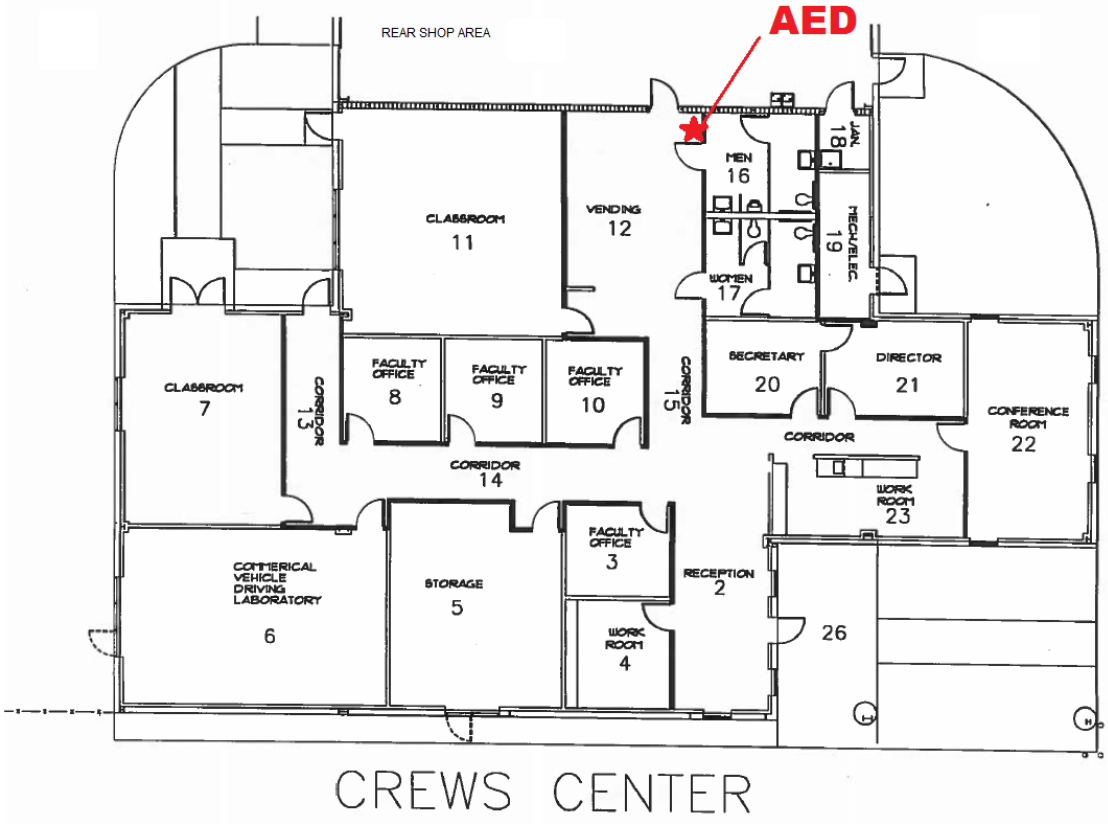 AED
REAR SHOP AREA
JAN.
18
MEN
16
VENDING
12
CLASSROOM
11
MECH/ELEC.
19
WOMEN
17
SECRETARY
20
DIRECTOR
21
CORRIDOR
15
FACULTY
OFFICE
8
FACULTY
OFFICE
9
FACULTY
OFFICE
10
CLASSROOM
7
CORRIDOR
13
CONFERENCE
ROOM
22
CORRIDOR
CORRIDOR
14
WORK
ROOM
23
FACULTY
OFFICE
3
COMMERICAL
VEHICLE
DRIVING
LABORATORY
6
STORAGE
5
RECEPTION
2
WORK
ROOM
4
26
I
H
CREWS CENTER